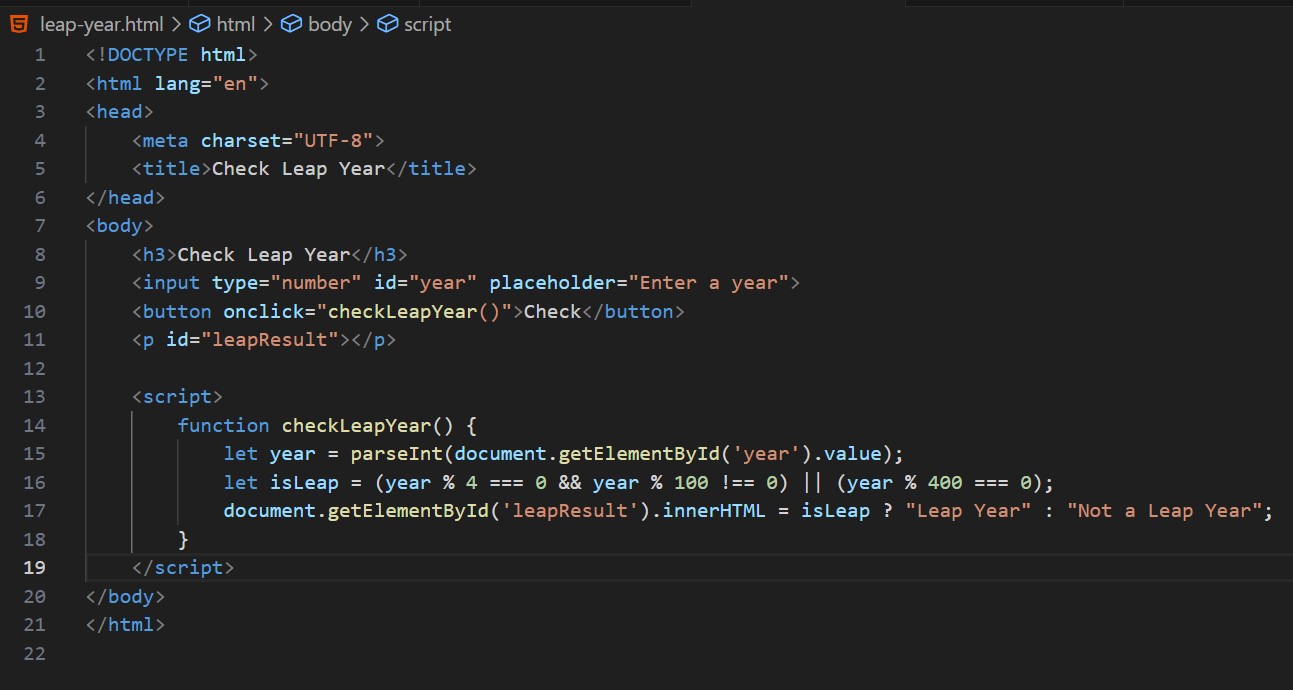 leap-year.html > html > body > script
1 <!DOCTYPE html>
2 <html lang="en">
3 <head>
4     <meta charset="UTF-8">
5     <title>Check Leap Year</title>
6 </head>
7 <body>
8     <h3>Check Leap Year</h3>
9     <input type="number" id="year" placeholder="Enter a year">
10     <button onclick="checkLeapYear()">Check</button>
11     <p id="leapResult"></p>
12
13     <script>
14         function checkLeapYear() {
15             let year = parseInt(document.getElementById('year').value);
16             let isLeap = (year % 4 === 0 && year % 100 !== 0) || (year % 400 === 0);
17             document.getElementById('leapResult').innerHTML = isLeap ? "Leap Year" : "Not a Leap Year";
18         }
19     </script>
20 </body>
21 </html>
22